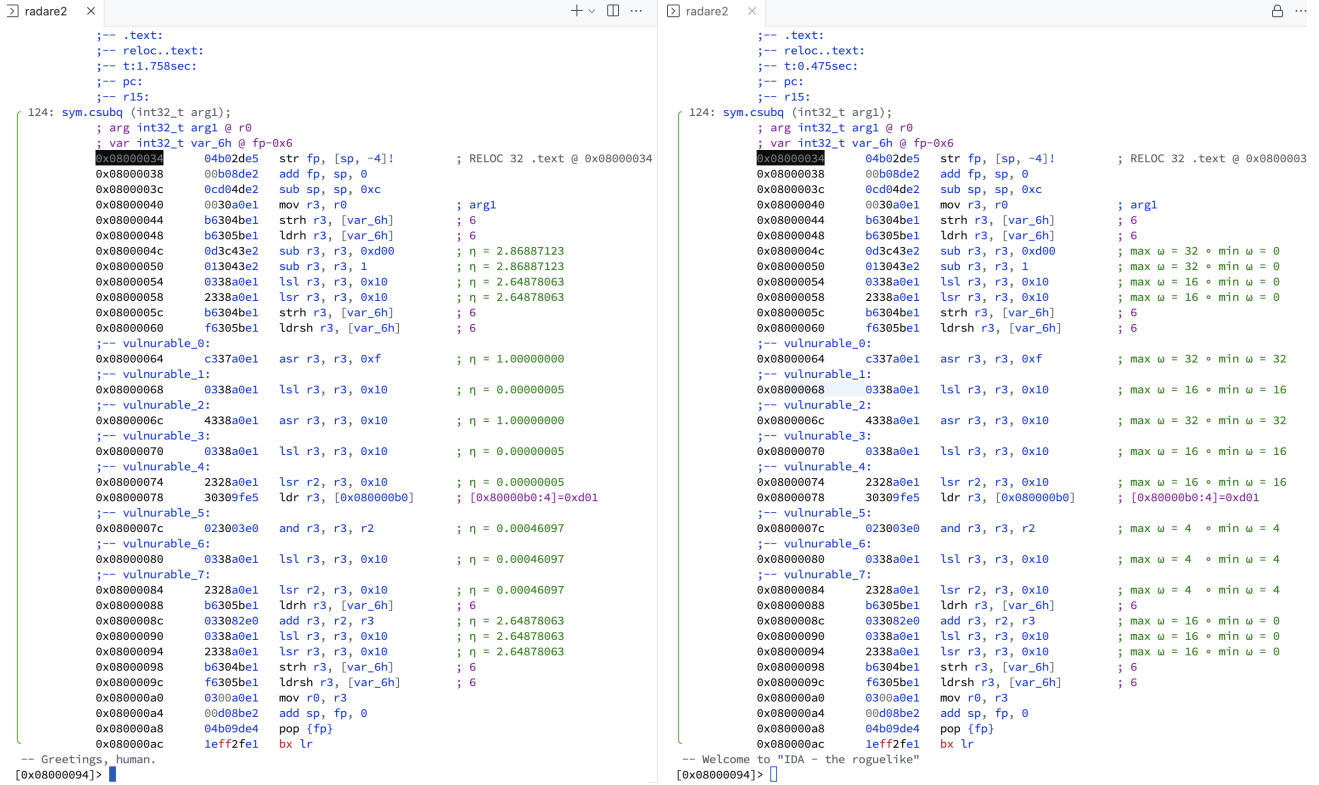 radare2
;-- .text:
;-- reloc..text:
;-- t:1.758sec:
;-- pc:
;-- r15:
124: sym.csubq (int32_t arg1);
; arg int32_t arg1 @ r0
; var int32_t var_6h @ fp-0x6
0x08000034 04b02de5 str fp, [sp, -4]! ; RELOC 32 .text @ 0x08000034
0x08000038 00b08de2 add fp, sp, 0
0x0800003c 0cd04de2 sub sp, sp, 0xc
0x08000040 0030a0e1 mov r3, r0 ; arg1
0x08000044 b6304be1 strh r3, [var_6h] ; 6
0x08000048 b6305be1 ldrh r3, [var_6h] ; 6
0x0800004c 0d3c43e2 sub r3, r3, 0xd00 ; η = 2.86887123
0x08000050 013043e2 sub r3, r3, 1 ; η = 2.86887123
0x08000054 0338a0e1 lsl r3, r3, 0x10 ; η = 2.64878063
0x08000058 2338a0e1 lsr r3, r3, 0x10 ; η = 2.64878063
0x0800005c b6304be1 strh r3, [var_6h] ; 6
0x08000060 f6305be1 ldrsh r3, [var_6h] ; 6
;-- vulnurable_0:
0x08000064 c337a0e1 asr r3, r3, 0xf ; η = 1.00000000
;-- vulnurable_1:
0x08000068 0338a0e1 lsl r3, r3, 0x10 ; η = 0.00000005
;-- vulnurable_2:
0x0800006c 4338a0e1 asr r3, r3, 0x10 ; η = 1.00000000
;-- vulnurable_3:
0x08000070 0338a0e1 lsl r3, r3, 0x10 ; η = 0.00000005
;-- vulnurable_4:
0x08000074 2328a0e1 lsr r2, r3, 0x10 ; η = 0.00000005
0x08000078 30309fe5 ldr r3, [0x080000b0] ; [0x80000b0:4]=0xd01
;-- vulnurable_5:
0x0800007c 023003e0 and r3, r3, r2 ; η = 0.00046097
;-- vulnurable_6:
0x08000080 0338a0e1 lsl r3, r3, 0x10 ; η = 0.00046097
;-- vulnurable_7:
0x08000084 2328a0e1 lsr r2, r3, 0x10 ; η = 0.00046097
0x08000088 b6305be1 ldrh r3, [var_6h] ; 6
0x0800008c 033082e0 add r3, r2, r3 ; η = 2.64878063
0x08000090 0338a0e1 lsl r3, r3, 0x10 ; η = 2.64878063
0x08000094 2338a0e1 lsr r3, r3, 0x10 ; η = 2.64878063
0x08000098 b6304be1 strh r3, [var_6h] ; 6
0x0800009c f6305be1 ldrsh r3, [var_6h] ; 6
0x080000a0 0300a0e1 mov r0, r3
0x080000a4 00d08be2 add sp, fp, 0
0x080000a8 04b09de4 pop {fp}
0x080000ac 1eff2fe1 bx lr
-- Greetings, human.
[0x08000094]>
radare2
;-- .text:
;-- reloc..text:
;-- t:0.475sec:
;-- pc:
;-- r15:
124: sym.csubq (int32_t arg1);
; arg int32_t arg1 @ r0
; var int32_t var_6h @ fp-0x6
0x08000034 04b02de5 str fp, [sp, -4]! ; RELOC 32 .text @ 0x0800003
0x08000038 00b08de2 add fp, sp, 0
0x0800003c 0cd04de2 sub sp, sp, 0xc
0x08000040 0030a0e1 mov r3, r0 ; arg1
0x08000044 b6304be1 strh r3, [var_6h] ; 6
0x08000048 b6305be1 ldrh r3, [var_6h] ; 6
0x0800004c 0d3c43e2 sub r3, r3, 0xd00 ; max ω = 32 ∘ min ω = 0
0x08000050 013043e2 sub r3, r3, 1 ; max ω = 32 ∘ min ω = 0
0x08000054 0338a0e1 lsl r3, r3, 0x10 ; max ω = 16 ∘ min ω = 0
0x08000058 2338a0e1 lsr r3, r3, 0x10 ; max ω = 16 ∘ min ω = 0
0x0800005c b6304be1 strh r3, [var_6h] ; 6
0x08000060 f6305be1 ldrsh r3, [var_6h] ; 6
;-- vulnurable_0:
0x08000064 c337a0e1 asr r3, r3, 0xf ; max ω = 32 ∘ min ω = 32
;-- vulnurable_1:
0x08000068 0338a0e1 lsl r3, r3, 0x10 ; max ω = 16 ∘ min ω = 16
;-- vulnurable_2:
0x0800006c 4338a0e1 asr r3, r3, 0x10 ; max ω = 32 ∘ min ω = 32
;-- vulnurable_3:
0x08000070 0338a0e1 lsl r3, r3, 0x10 ; max ω = 16 ∘ min ω = 16
;-- vulnurable_4:
0x08000074 2328a0e1 lsr r2, r3, 0x10 ; max ω = 16 ∘ min ω = 16
0x08000078 30309fe5 ldr r3, [0x080000b0] ; [0x80000b0:4]=0xd01
;-- vulnurable_5:
0x0800007c 023003e0 and r3, r3, r2 ; max ω = 4 ∘ min ω = 4
;-- vulnurable_6:
0x08000080 0338a0e1 lsl r3, r3, 0x10 ; max ω = 4 ∘ min ω = 4
;-- vulnurable_7:
0x08000084 2328a0e1 lsr r2, r3, 0x10 ; max ω = 4 ∘ min ω = 4
0x08000088 b6305be1 ldrh r3, [var_6h] ; 6
0x0800008c 033082e0 add r3, r2, r3 ; max ω = 16 ∘ min ω = 0
0x08000090 0338a0e1 lsl r3, r3, 0x10 ; max ω = 16 ∘ min ω = 0
0x08000094 2338a0e1 lsr r3, r3, 0x10 ; max ω = 16 ∘ min ω = 0
0x08000098 b6304be1 strh r3, [var_6h] ; 6
0x0800009c f6305be1 ldrsh r3, [var_6h] ; 6
0x080000a0 0300a0e1 mov r0, r3
0x080000a4 00d08be2 add sp, fp, 0
0x080000a8 04b09de4 pop {fp}
0x080000ac 1eff2fe1 bx lr
-- Welcome to "IDA - the roguelike"
[0x08000094]>